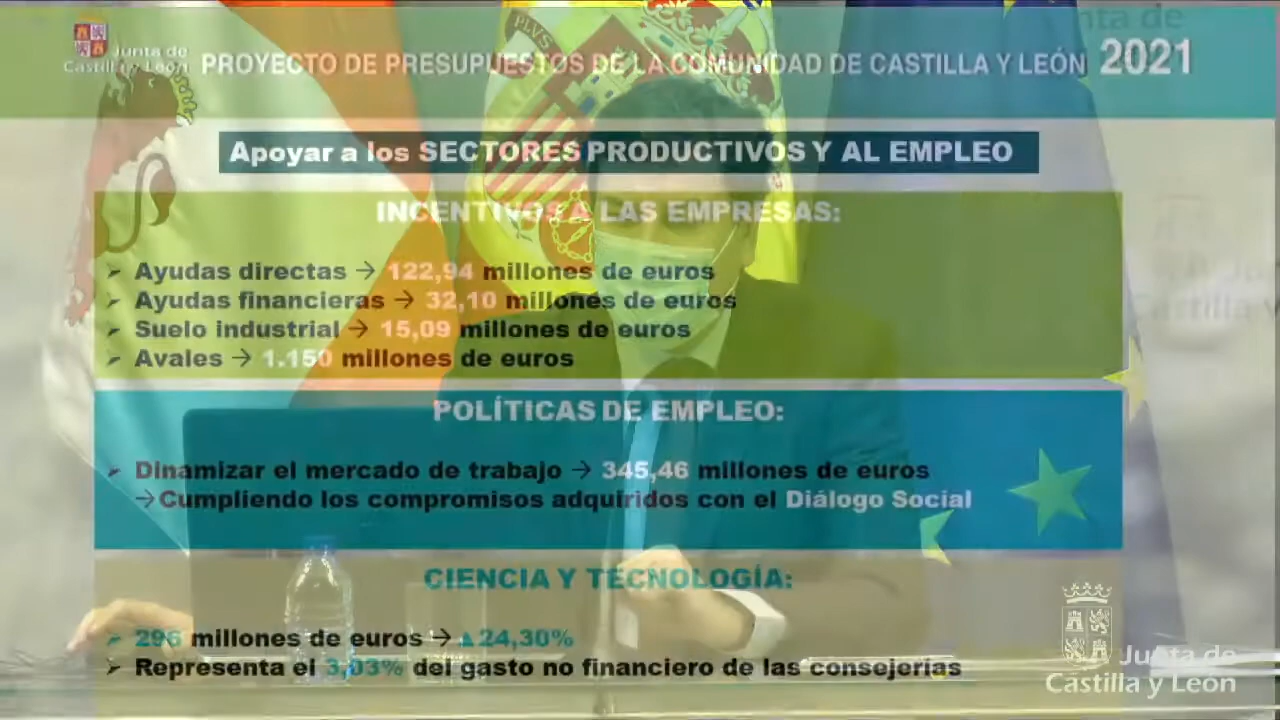 Junta de
Castilla y León
PROYECTO DE PRESUPUESTOS DE LA COMUNIDAD DE CASTILLA Y LEÓN 2021
nta de
PLVS
Apoyar a los SECTORES PRODUCTIVOS Y AL EMPLEO
INCENTIVOS A LAS EMPRESAS:
➢ Ayudas directas → 122,94 millones de euros
➢ Ayudas financieras → 32,10 millones de euros
➢ Suelo industrial → 15,09 millones de euros
➢ Avales → 1.150 millones de euros
POLÍTICAS DE EMPLEO:
➢ Dinamizar el mercado de trabajo → 345,46 millones de euros
→Cumpliendo los compromisos adquiridos con el Diálogo Social
CIENCIA Y TECNOLOGÍA:
➢ 296 millones de euros → ▲24,30%
➢ Representa el 3,03% del gasto no financiero de las consejerías
Junta de
Castilla y León